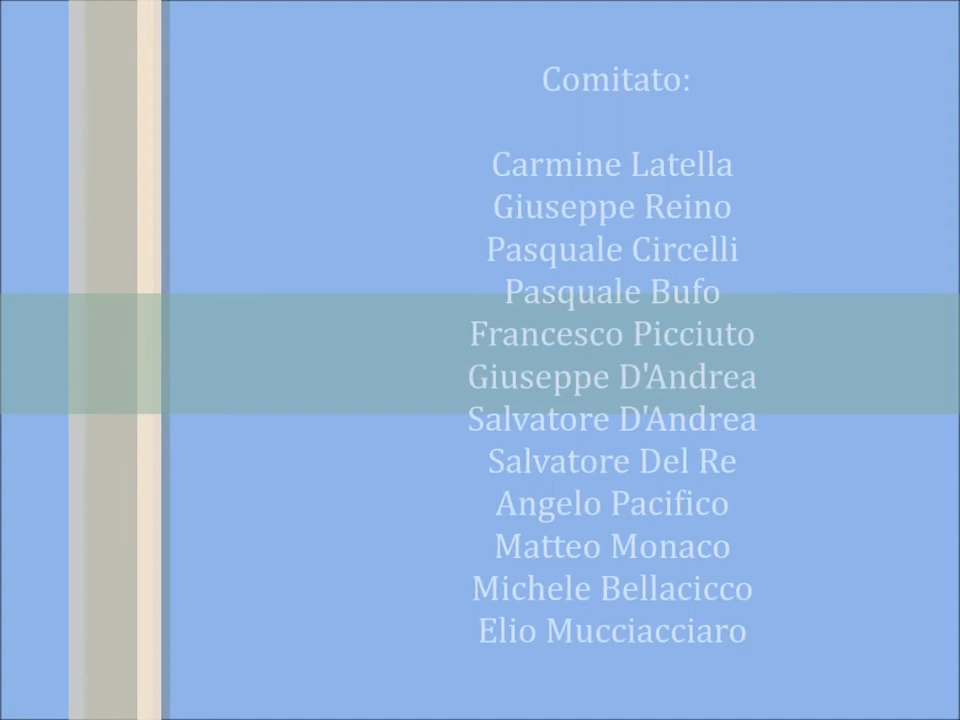 Comitato:
Carmine Latella
Giuseppe Reino
Pasquale Circelli
Pasquale Bufo
Francesco Picciuto
Giuseppe D'Andrea
Salvatore D'Andrea
Salvatore Del Re
Angelo Pacifico
Matteo Monaco
Michele Bellacicco
Elio Mucciacciaro